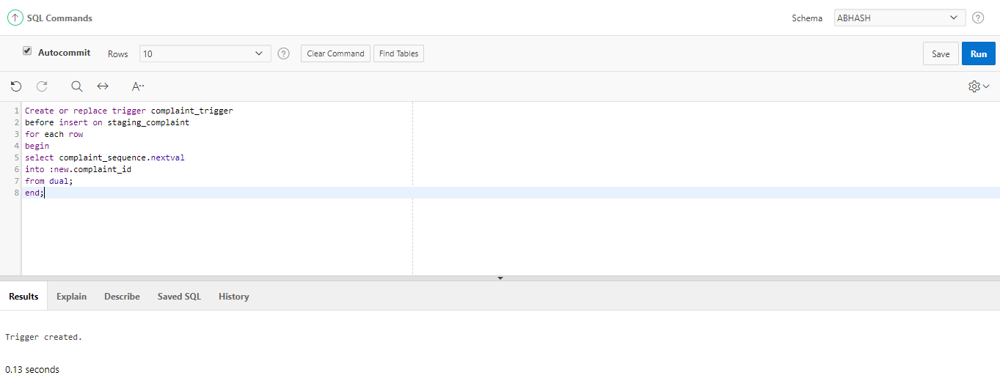 SQL Commands
Schema ABHASH ?
Autocommit Rows 10 ? Clear Command Find Tables Save Run
A
1 Create or replace trigger complaint_trigger
2 before insert on staging_complaint
3 for each row
4 begin
5 select complaint_sequence.nextval
6 into :new.complaint_id
7 from dual;
8 end;
Results Explain Describe Saved SQL History
Trigger created.
0.13 seconds